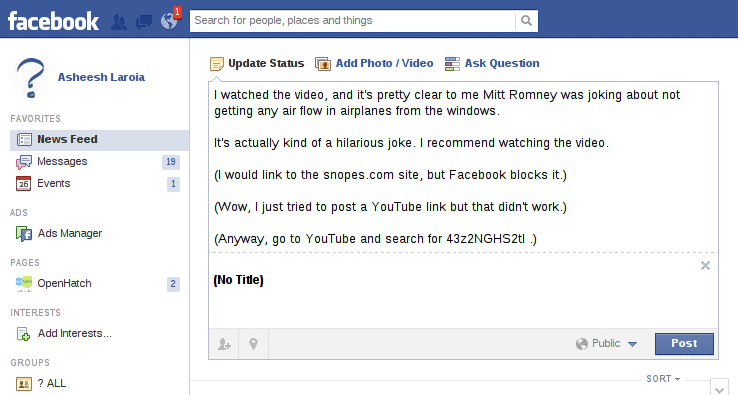 facebook
1
Search for people, places and things
Asheesh Laroia
FAVORITES
News Feed
Messages 19
26
Events 1
ADS
Ads Manager
PAGES
OpenHatch 2
INTERESTS
Add Interests...
GROUPS
? ALL
Update Status Add Photo / Video Ask Question
I watched the video, and it's pretty clear to me Mitt Romney was joking about not
getting any air flow in airplanes from the windows.
It's actually kind of a hilarious joke. I recommend watching the video.
(I would link to the snopes.com site, but Facebook blocks it.)
(Wow, I just tried to post a YouTube link but that didn't work.)
(Anyway, go to YouTube and search for 43z2NGHS2tI .)
(No Title)
Public Post
SORT